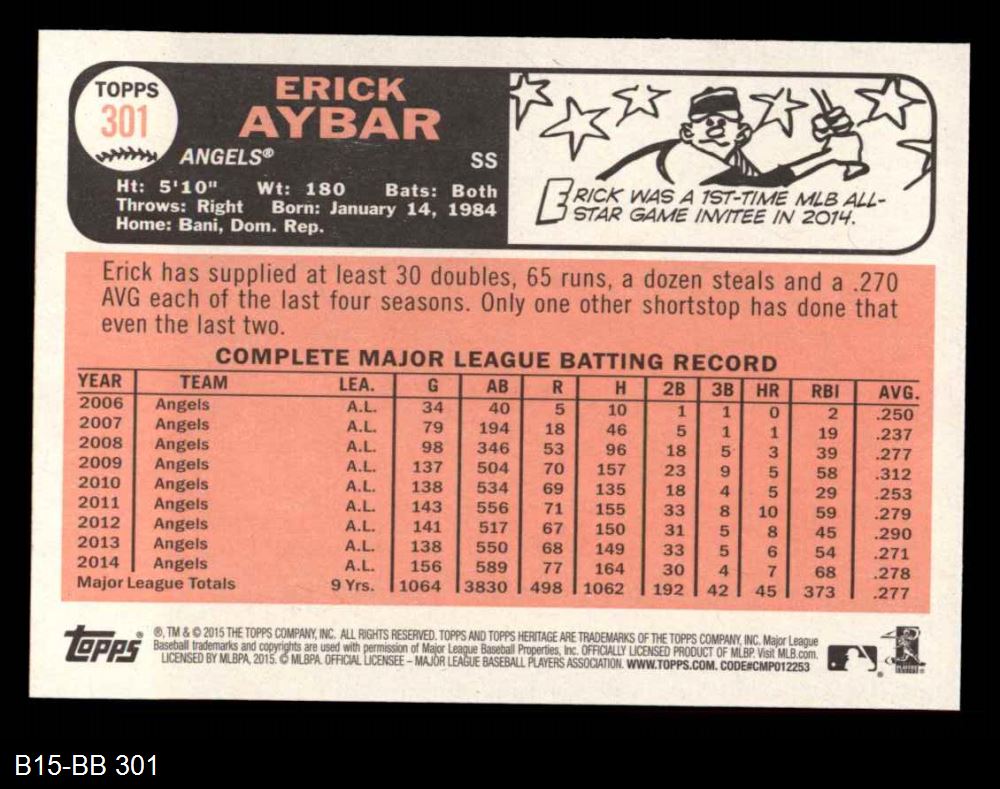 TOPPS
301
ERICK
AYBAR
ANGELS® SS
Ht: 5'10" Wt: 180 Bats: Both
Throws: Right Born: January 14, 1984
Home: Bani, Dom. Rep.
ERICK WAS A 1ST-TIME MLB ALL-
STAR GAME INVITEE IN 2014.
Erick has supplied at least 30 doubles, 65 runs, a dozen steals and a .270
AVG each of the last four seasons. Only one other shortstop has done that
even the last two.
COMPLETE MAJOR LEAGUE BATTING RECORD
YEAR TEAM LEA. G AB R H 2B 3B HR RBI AVG.
2006 Angels A.L. 34 40 5 10 1 1 0 2 .250
2007 Angels A.L. 79 194 18 46 5 1 1 19 .237
2008 Angels A.L. 98 346 53 96 18 5 3 39 .277
2009 Angels A.L. 137 504 70 157 23 9 5 58 .312
2010 Angels A.L. 138 534 69 135 18 4 5 29 .253
2011 Angels A.L. 143 556 71 155 33 8 10 59 .279
2012 Angels A.L. 141 517 67 150 31 5 8 45 .290
2013 Angels A.L. 138 550 68 149 33 5 6 54 .271
2014 Angels A.L. 156 589 77 164 30 4 7 68 .278
Major League Totals 9 Yrs. 1064 3830 498 1062 192 42 45 373 .277
topps®
®, TM & © 2015 THE TOPPS COMPANY, INC. ALL RIGHTS RESERVED. TOPPS AND TOPPS HERITAGE ARE TRADEMARKS OF THE TOPPS COMPANY, INC. Major League
Baseball trademarks and copyrights are used with permission of Major League Baseball Properties, Inc. OFFICIALLY LICENSED PRODUCT OF MLBP. Visit MLB.com.
LICENSED BY MLBPA, 2015. © MLBPA. OFFICIAL LICENSEE – MAJOR LEAGUE BASEBALL PLAYERS ASSOCIATION. WWW.TOPPS.COM. CODE#CMP012253
B15-BB 301